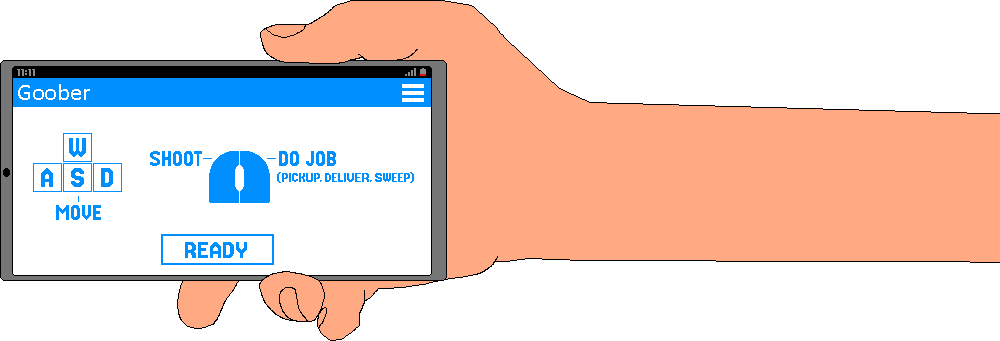 11:11
Goober
W
A S D
MOVE
SHOOT
DO JOB
(PICKUP, DELIVER, SWEEP)
READY